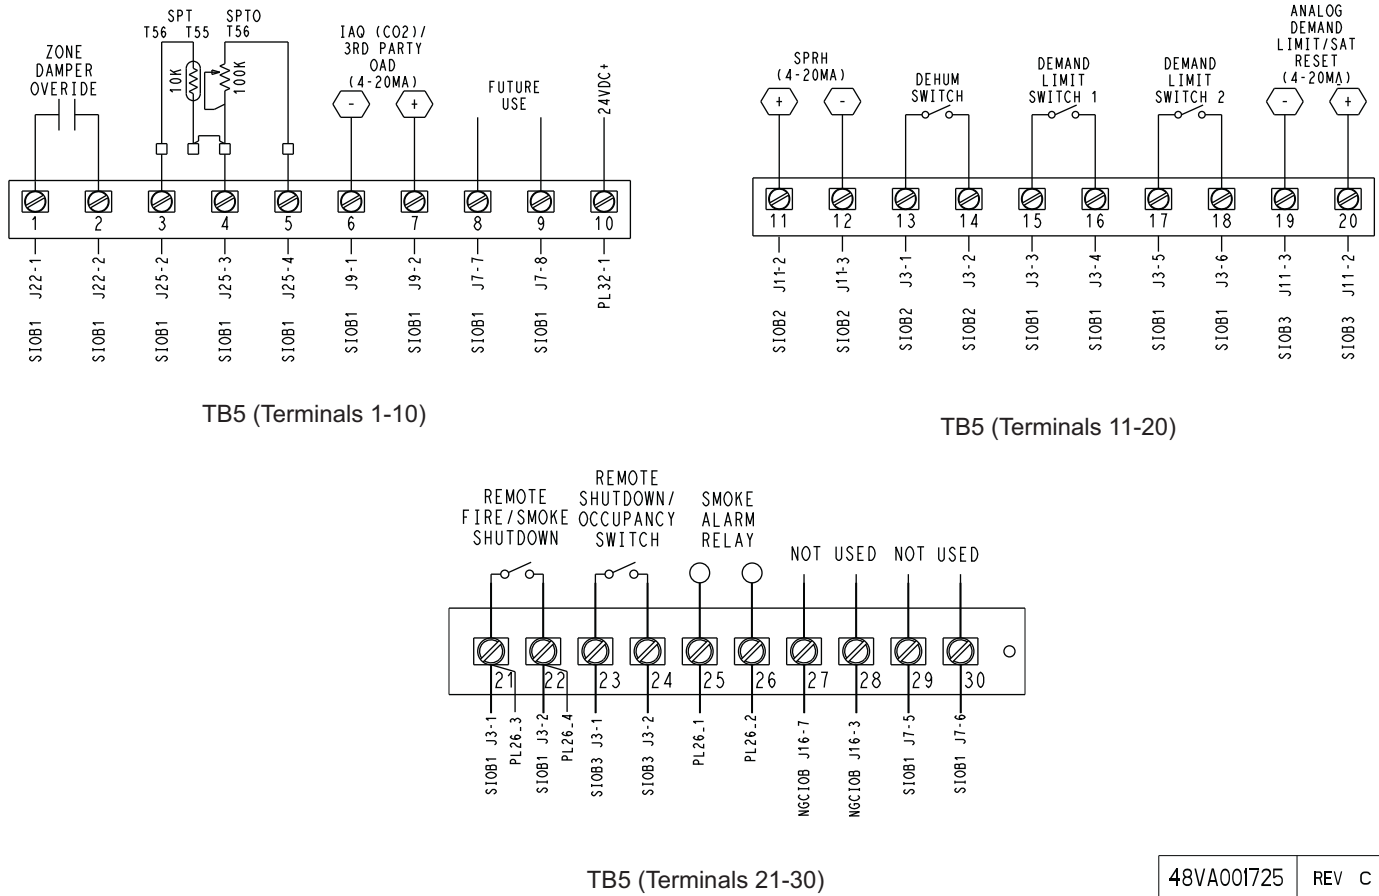 SPT SPTO
T56 T55 T56
ZONE
DAMPER
OVERIDE
10K
100K
IAQ (CO2)/
3RD PARTY
OAD
(4-20MA)
- +
FUTURE
USE
24VDC+
1 2 3 4 5 6 7 8 9 10
SIOB1 J22-1
SIOB1 J22-2
SIOB1 J25-2
SIOB1 J25-3
SIOB1 J25-4
SIOB1 J9-1
SIOB1 J9-2
SIOB1 J7-7
SIOB1 J7-8
PL32-1
TB5 (Terminals 1-10)
SPRH
(4-20MA)
+ -
DEHUM
SWITCH
DEMAND
LIMIT
SWITCH 1
DEMAND
LIMIT
SWITCH 2
ANALOG
DEMAND
LIMIT/SAT
RESET
(4-20MA)
- +
11 12 13 14 15 16 17 18 19 20
SIOB2 J11-2
SIOB2 J11-3
SIOB2 J3-1
SIOB2 J3-2
SIOB1 J3-3
SIOB1 J3-4
SIOB1 J3-5
SIOB1 J3-6
SIOB3 J11-3
SIOB3 J11-2
TB5 (Terminals 11-20)
REMOTE
FIRE/SMOKE
SHUTDOWN
REMOTE
SHUTDOWN/
OCCUPANCY
SWITCH
SMOKE
ALARM
RELAY
NOT USED
NOT USED
21 22 23 24 25 26 27 28 29 30
SIOB1 J3-1
PL26_3
SIOB1 J3-2
PL26_4
SIOB3 J3-1
SIOB3 J3-2
PL26_1
PL26_2
NGCIOB J16-7
NGCIOB J16-3
SIOB1 J7-5
SIOB1 J7-6
TB5 (Terminals 21-30)
48VA001725 REV C